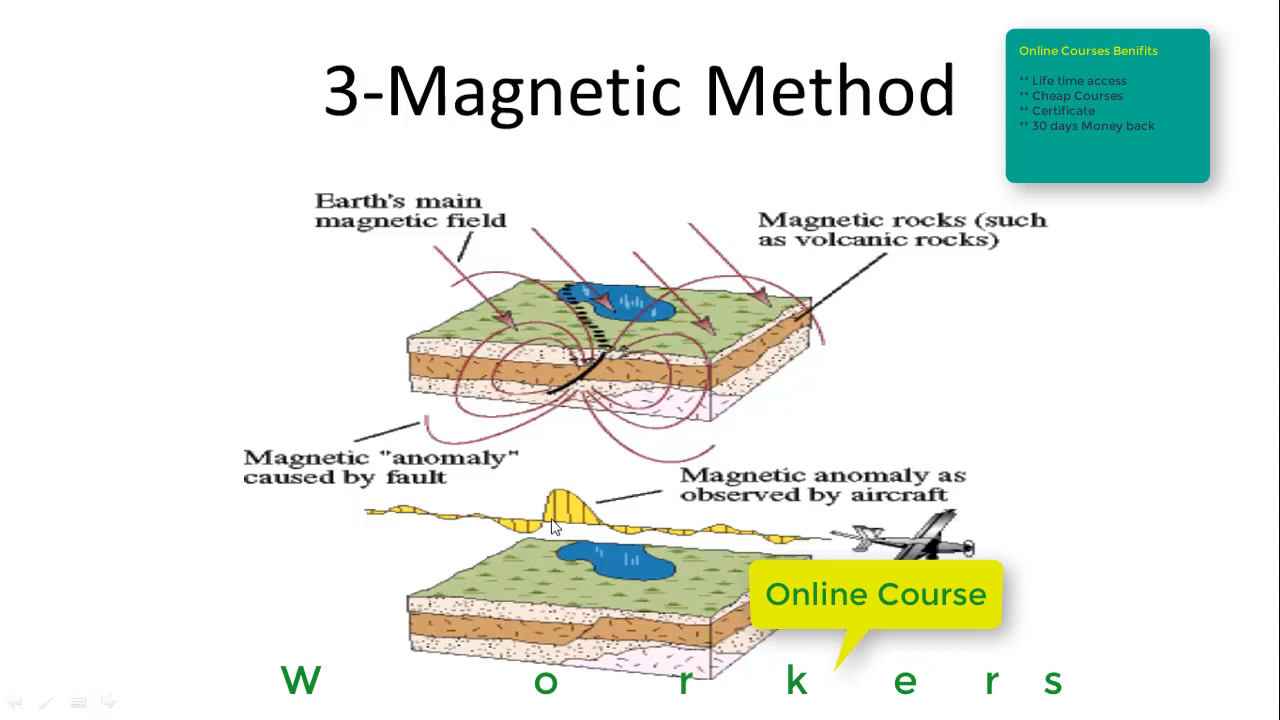 3-Magnetic Method
Online Courses Benifits
** Life time access
** Cheap Courses
** Certificate
** 30 days Money back
Earth's main
magnetic field
Magnetic rocks (such
as volcanic rocks)
Magnetic "anomaly"
caused by fault
Magnetic anomaly as
observed by aircraft
Online Course
W o r k e r s